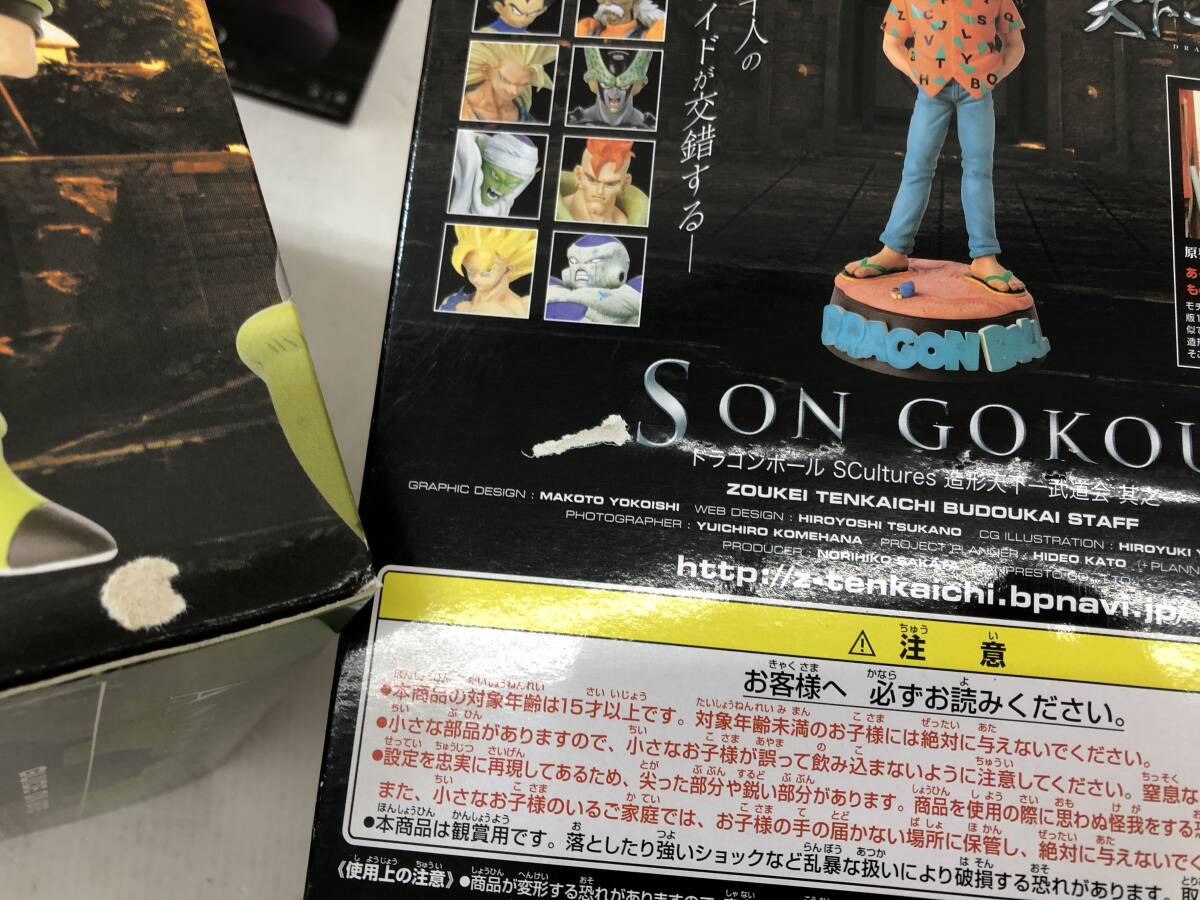 人の
イドが交錯する—
DRAGON BALL
SON GOKOU
ドラゴンボール SCultures 造形天下一武道会 其之
ZOUKEI TENKAICHI BUDOUKAI STAFF
GRAPHIC DESIGN : MAKOTO YOKOISHI WEB DESIGN : HIROYOSHI TSUKANO CG ILLUSTRATION : HIROYUKI
PHOTOGRAPHER : YUICHIRO KOMEHANA PROJECT PLANNER : HIDEO KATO (+PLANN
PRODUCER : NORIHIKO SAKATA (BANPRESTO CO., LTD.
http://z-tenkaichi.bpnavi.jp/
⚠ 注意
お客様へ 必ずお読みください。
●本商品の対象年齢は15才以上です。対象年齢未満のお子様には絶対に与えないでください。
●小さな部品がありますので、小さなお子様が誤って飲み込まないように注意してください。窒息な
●設定を忠実に再現してあるため、尖った部分や鋭い部分があります。商品を使用の際に思わぬ怪我をする
また、小さなお子様のいるご家庭では、お子様の手の届かない場所に保管し、絶対に与えないでく
●本商品は観賞用です。落としたり強いショックなど乱暴な扱いにより破損する恐れがあります。取
《使用上の注意》●商品が変形する恐れがありますので